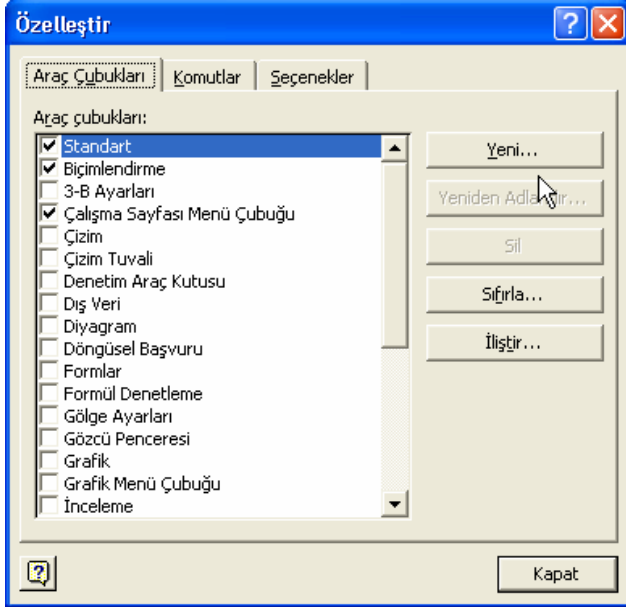 Özelleştir
Araç Çubukları Komutlar Seçenekler
Araç çubukları:
Standart
Biçimlendirme
3-B Ayarları
Çalışma Sayfası Menü Çubuğu
Çizim
Çizim Tuvali
Denetim Araç Kutusu
Dış Veri
Diyagram
Döngüsel Başvuru
Formlar
Formül Denetleme
Gölge Ayarları
Gözcü Penceresi
Grafik
Grafik Menü Çubuğu
İnceleme
Yeni...
Yeniden Adlandır...
Sil
Sıfırla...
İliştir...
Kapat